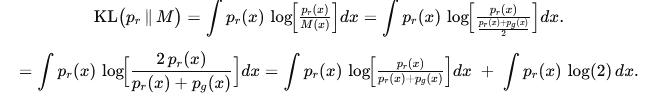 KL(p_r ∥ M) = ∫ p_r(x) log[ p_r(x) / M(x) ] dx = ∫ p_r(x) log[ p_r(x) / ( (p_r(x)+p_g(x)) / 2 ) ] dx.
= ∫ p_r(x) log[ 2 p_r(x) / (p_r(x) + p_g(x)) ] dx = ∫ p_r(x) log[ p_r(x) / (p_r(x)+p_g(x)) ] dx + ∫ p_r(x) log(2) dx.